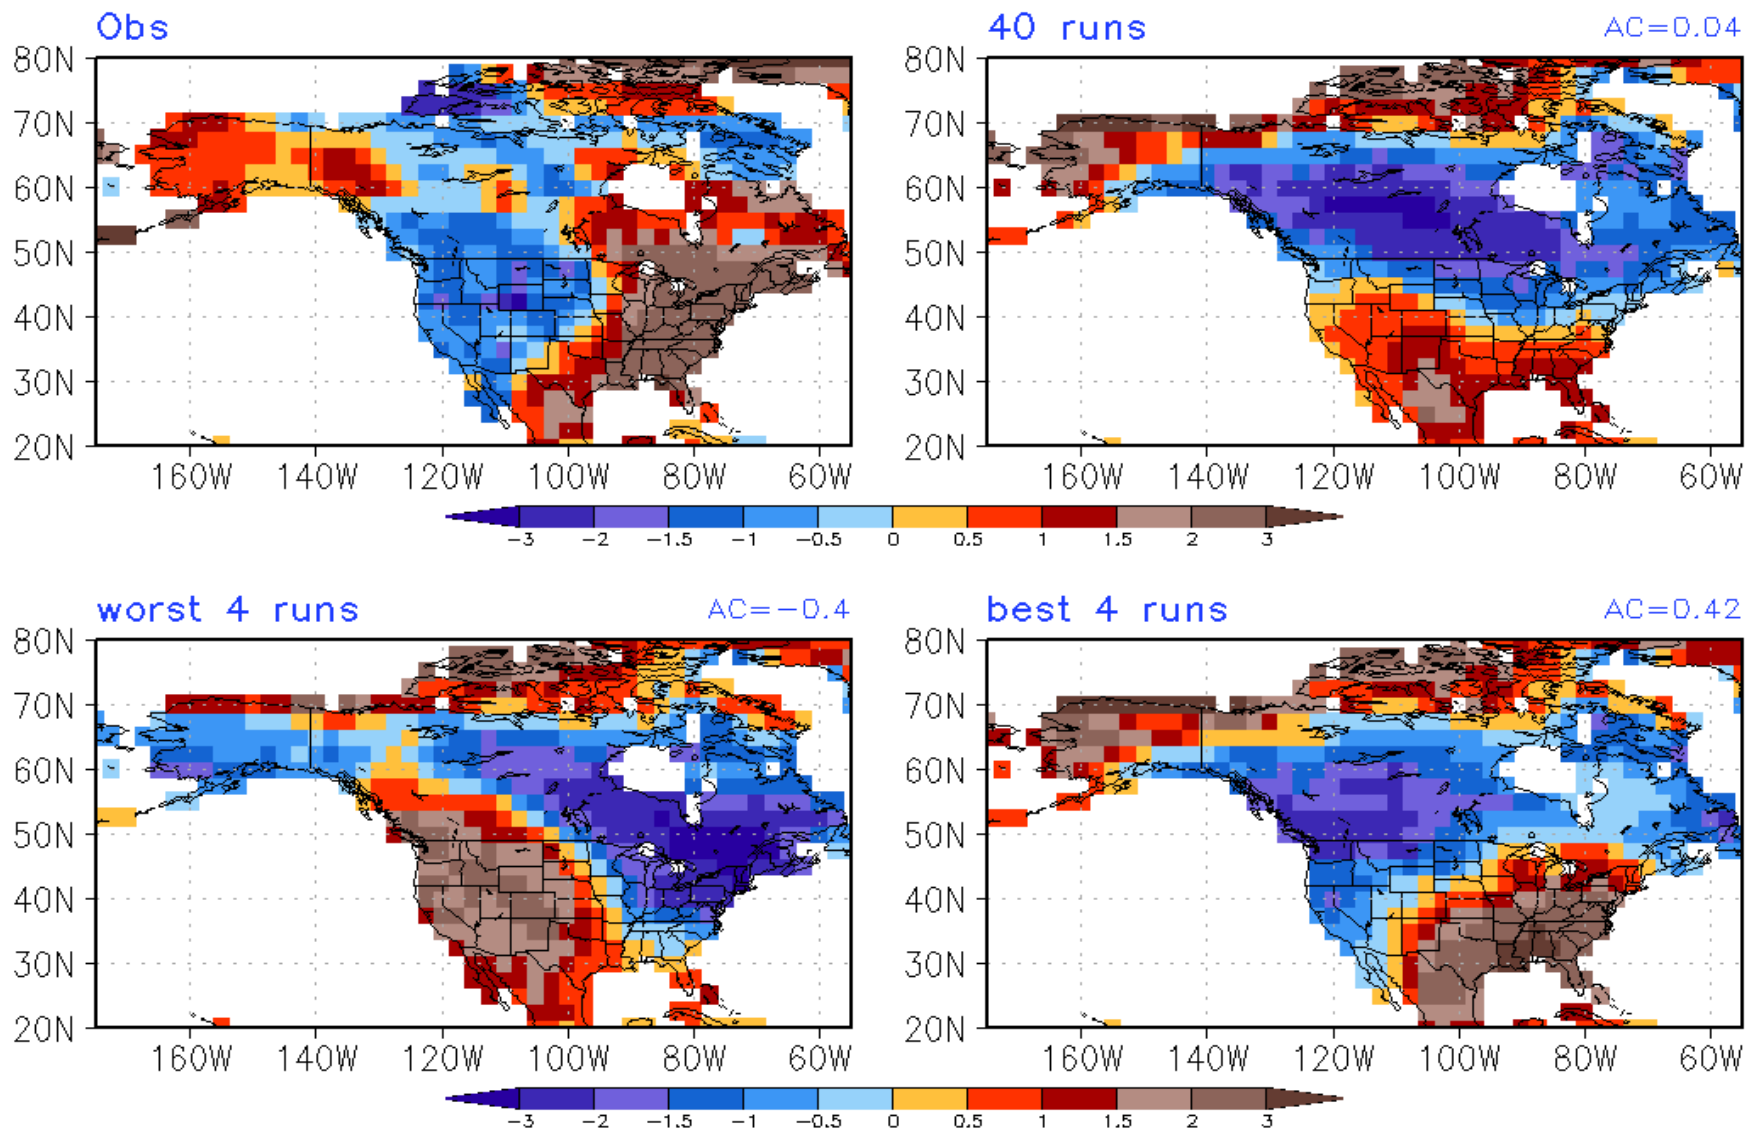 Obs
40 runs AC=0.04
80N 80N
70N 70N
60N 60N
50N 50N
40N 40N
30N 30N
20N 20N
160W 140W 120W 100W 80W 60W 160W 140W 120W 100W 80W 60W
-3 -2 -1.5 -1 -0.5 0 0.5 1 1.5 2 3
worst 4 runs AC=-0.4
best 4 runs AC=0.42
80N 80N
70N 70N
60N 60N
50N 50N
40N 40N
30N 30N
20N 20N
160W 140W 120W 100W 80W 60W 160W 140W 120W 100W 80W 60W
-3 -2 -1.5 -1 -0.5 0 0.5 1 1.5 2 3